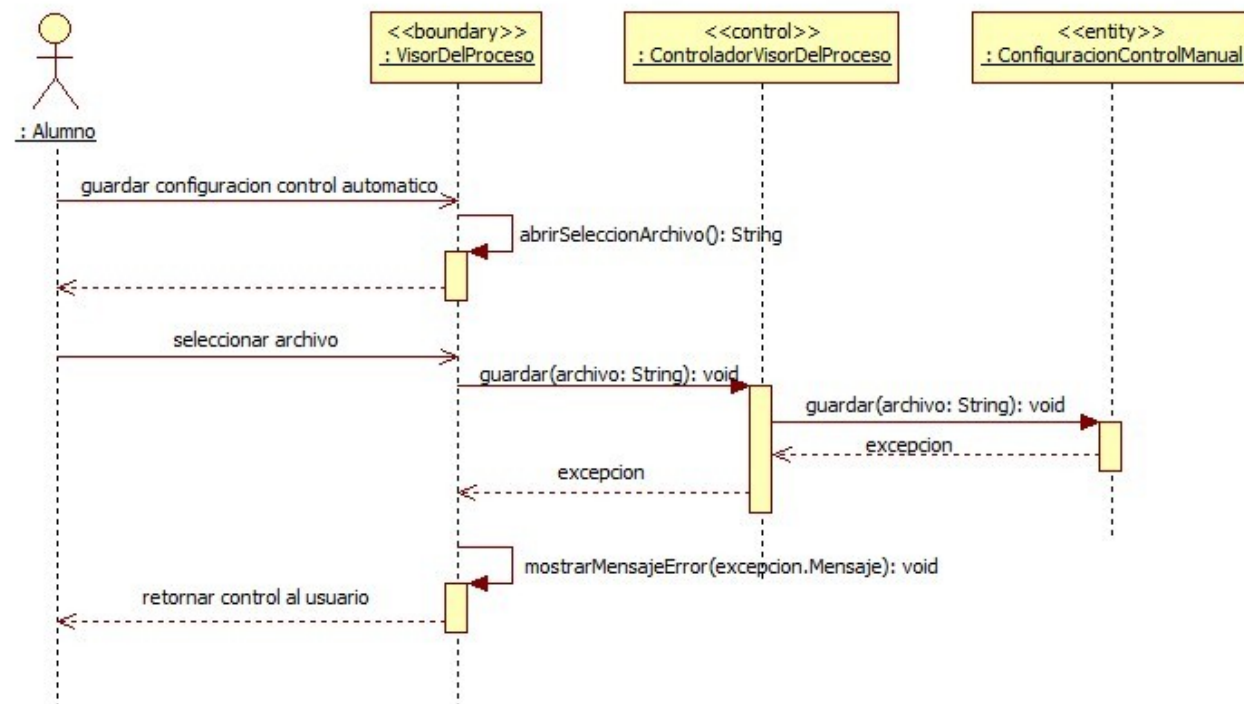 <<boundary>>
: VisorDelProceso
<<control>>
: ControladorVisorDelProceso
<<entity>>
: ConfiguracionControlManual
: Alumno
guardar configuracion control automatico
abrirSeleccionArchivo(): String
seleccionar archivo
guardar(archivo: String): void
guardar(archivo: String): void
excepcion
excepcion
mostrarMensajeError(excepcion.Mensaje): void
retornar control al usuario